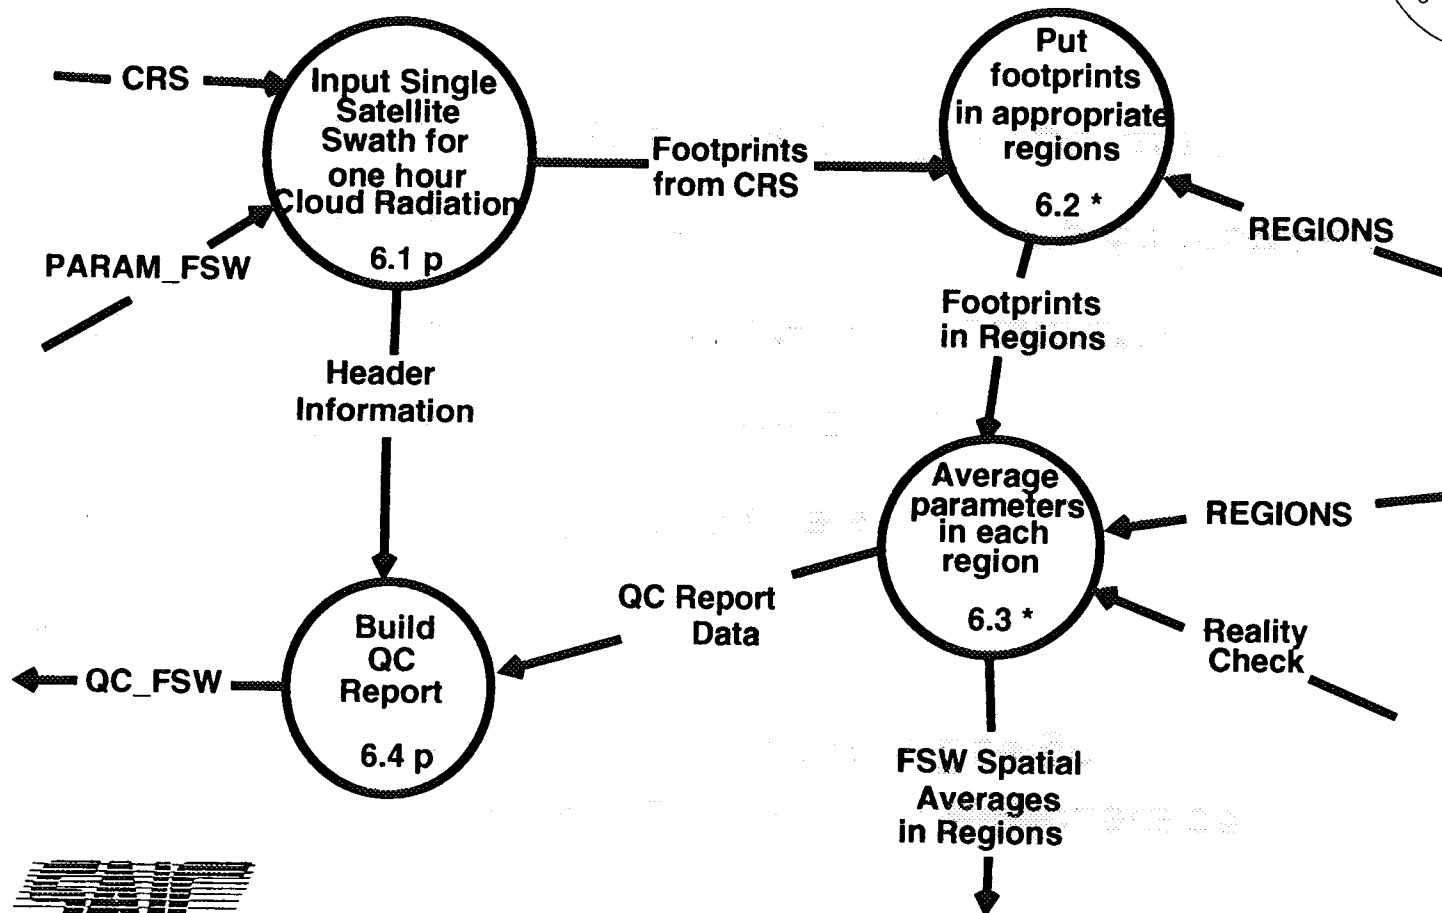 CRS
Input Single
Satellite
Swath for
one hour
Cloud Radiation
6.1 p
PARAM_FSW
Footprints
from CRS
Put
footprints
in appropriate
regions
6.2 *
REGIONS
Header
Information
Footprints
in Regions
Average
parameters
in each
region
6.3 *
REGIONS
Reality
Check
QC Report
Data
Build
QC
Report
6.4 p
QC_FSW
FSW Spatial
Averages
in Regions
SAIC